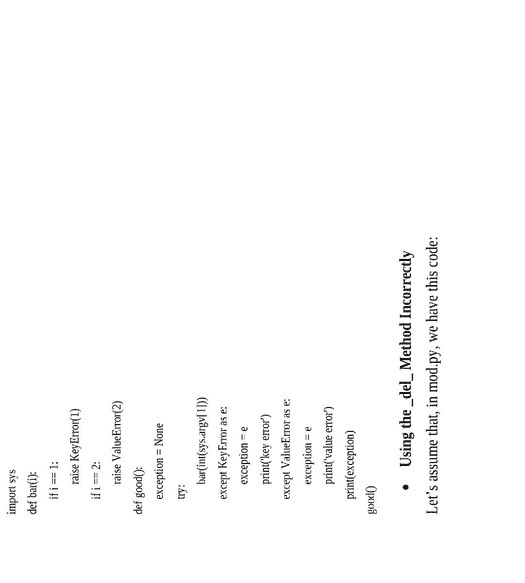 import sys
def bar(i):
if i == 1:
raise KeyError(1)
if i == 2:
raise ValueError(2)
def good():
exception = None
try:
bar(int(sys.argv[1]))
except KeyError as e:
exception = e
print('key error')
except ValueError as e:
exception = e
print('value error')
print(exception)
good()
• Using the _del_ Method Incorrectly
Let's assume that, in mod.py, we have this code: